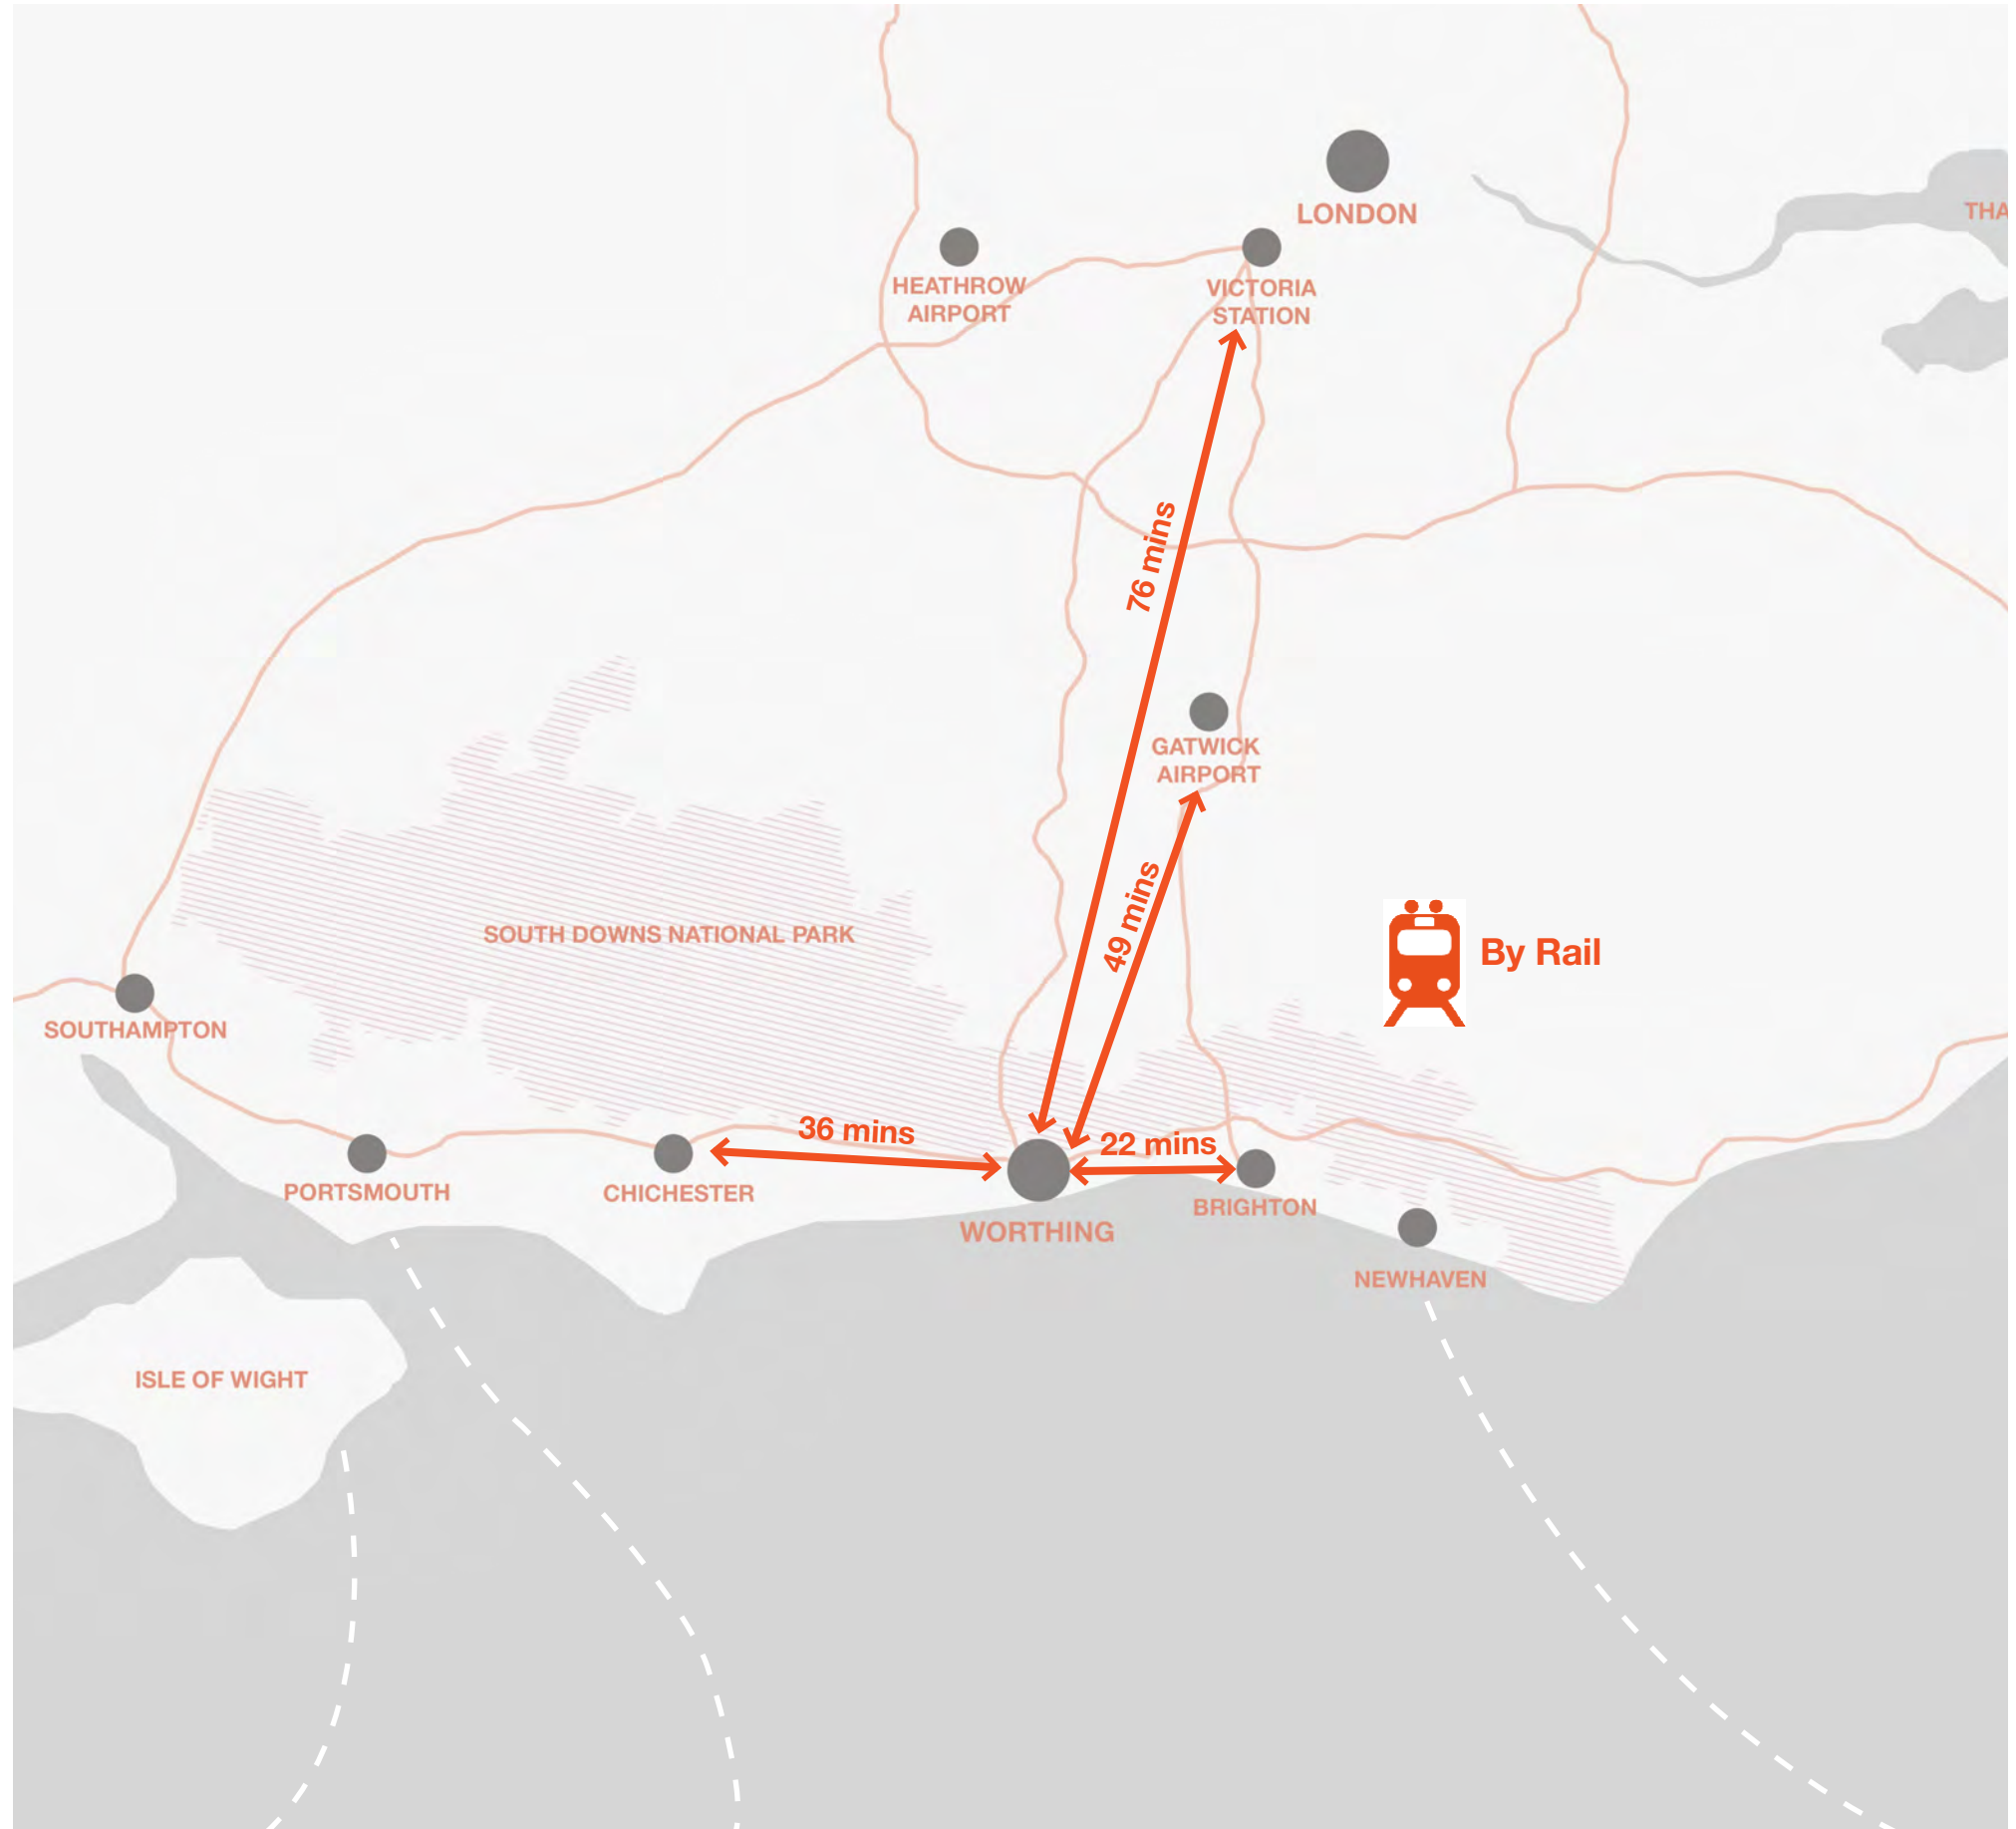 LONDON
THA
HEATHROW
AIRPORT
VICTORIA
STATION
76 mins
GATWICK
AIRPORT
49 mins
SOUTH DOWNS NATIONAL PARK
By Rail
SOUTHAMPTON
36 mins
22 mins
PORTSMOUTH
CHICHESTER
WORTHING
BRIGHTON
NEWHAVEN
ISLE OF WIGHT